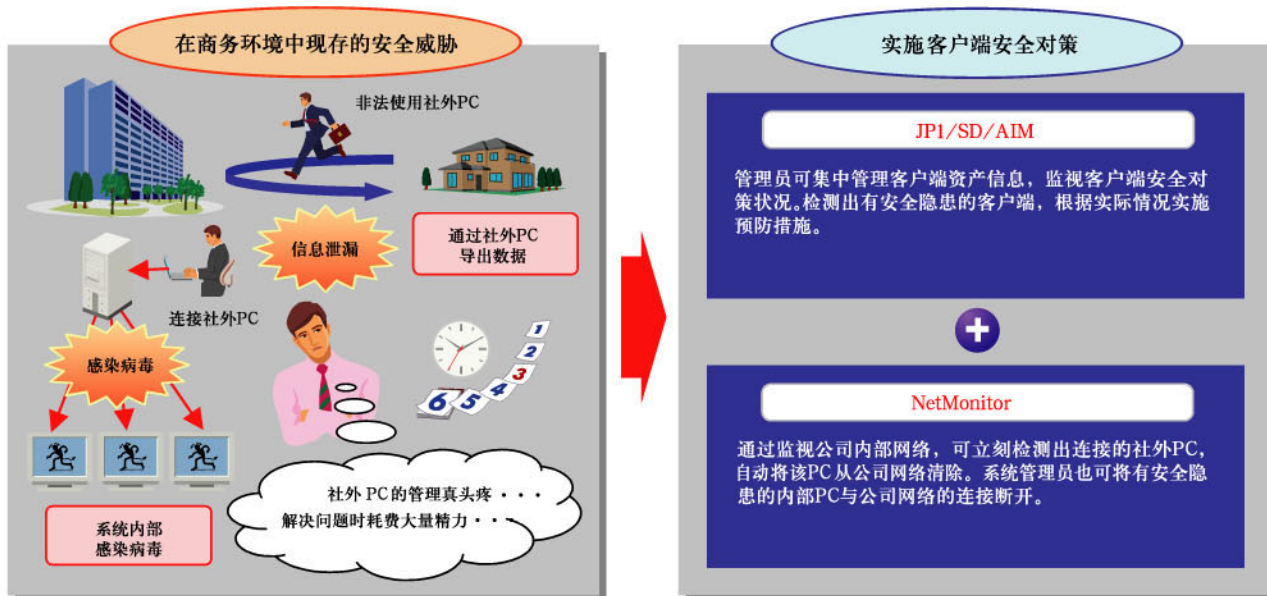 在商务环境中现存的安全威胁
非法使用社外PC
信息泄漏
通过社外PC
导出数据
连接社外PC
感染病毒
1
2
3
4
5
6
系统内部
感染病毒
社外 PC 的管理真头疼・・・
解决问题时耗费大量精力・・・
实施客户端安全对策
JP1/SD/AIM
管理员可集中管理客户端资产信息，监视客户端安全对
策状况。检测出有安全隐患的客户端，根据实际情况实施
预防措施。
+
NetMonitor
通过监视公司内部网络，可立刻检测出连接的社外PC，
自动将该PC从公司网络清除。系统管理员也可将有安全隐
患的内部PC与公司网络的连接断开。